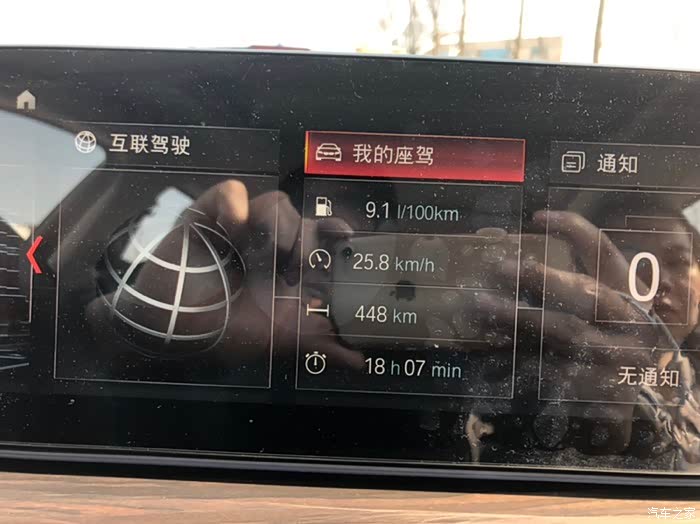 互联驾驶
我的座驾
通知
9.1 l/100km
25.8 km/h
448 km
18 h 07 min
0
无通知
汽车之家